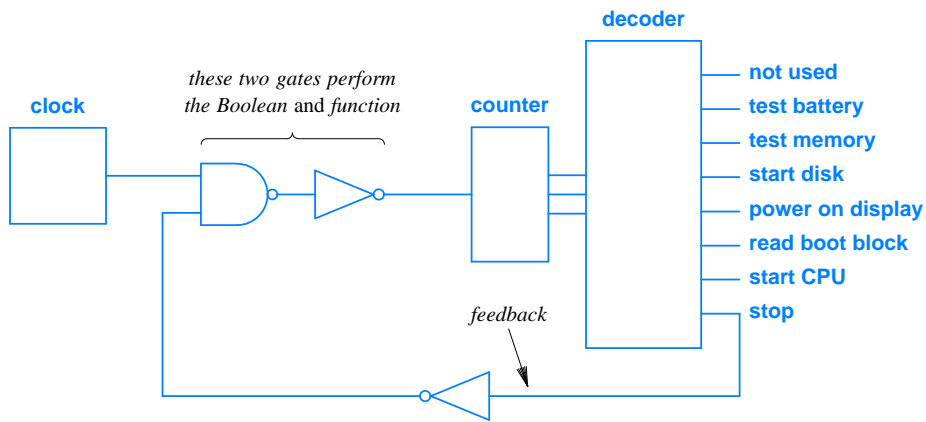 decoder
these two gates perform
the Boolean and function
clock
counter
not used
test battery
test memory
start disk
power on display
read boot block
start CPU
stop
feedback